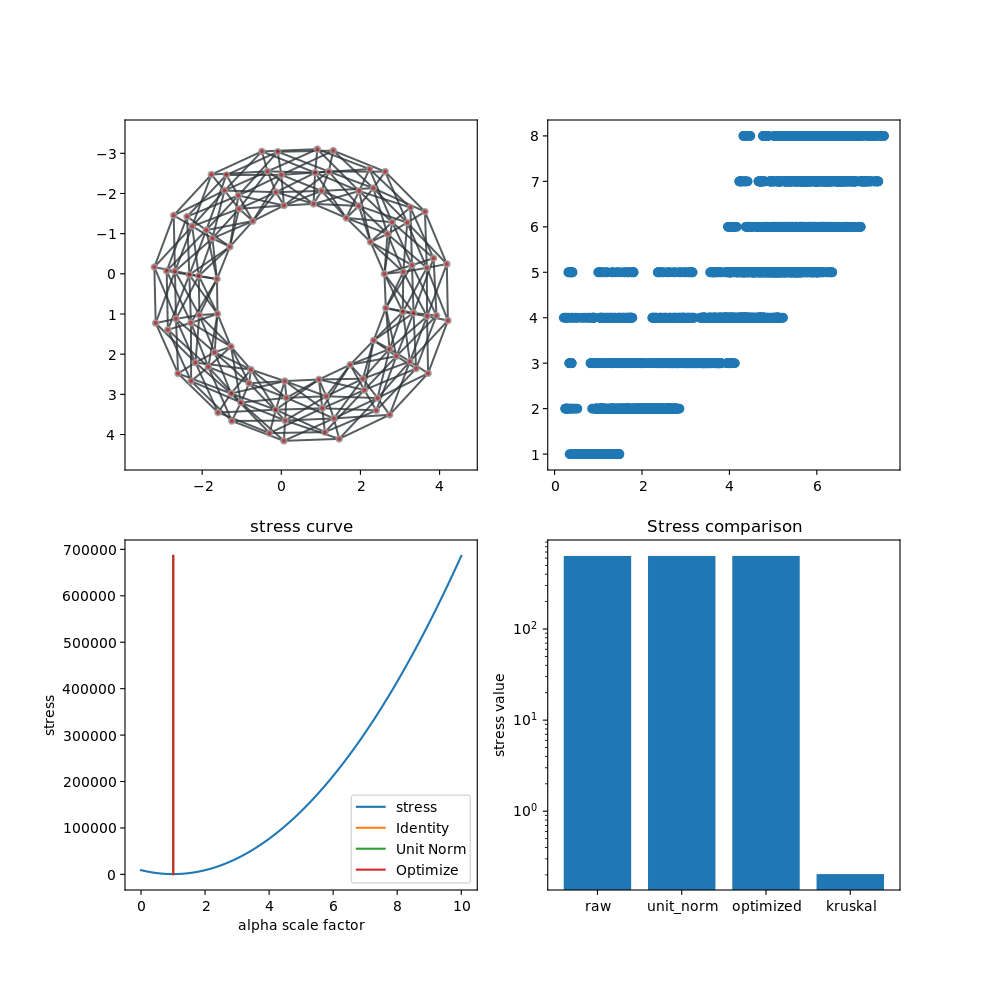 −3
−2
−1
0
1
2
3
4
−2 0 2 4
8
7
6
5
4
3
2
1
0 2 4 6
stress curve
700000
600000
500000
400000
300000
200000
100000
0
stress
stress
Identity
Unit Norm
Optimize
0 2 4 6 8 10
alpha scale factor
Stress comparison
10²
10¹
10⁰
stress value
raw unit_norm optimized kruskal